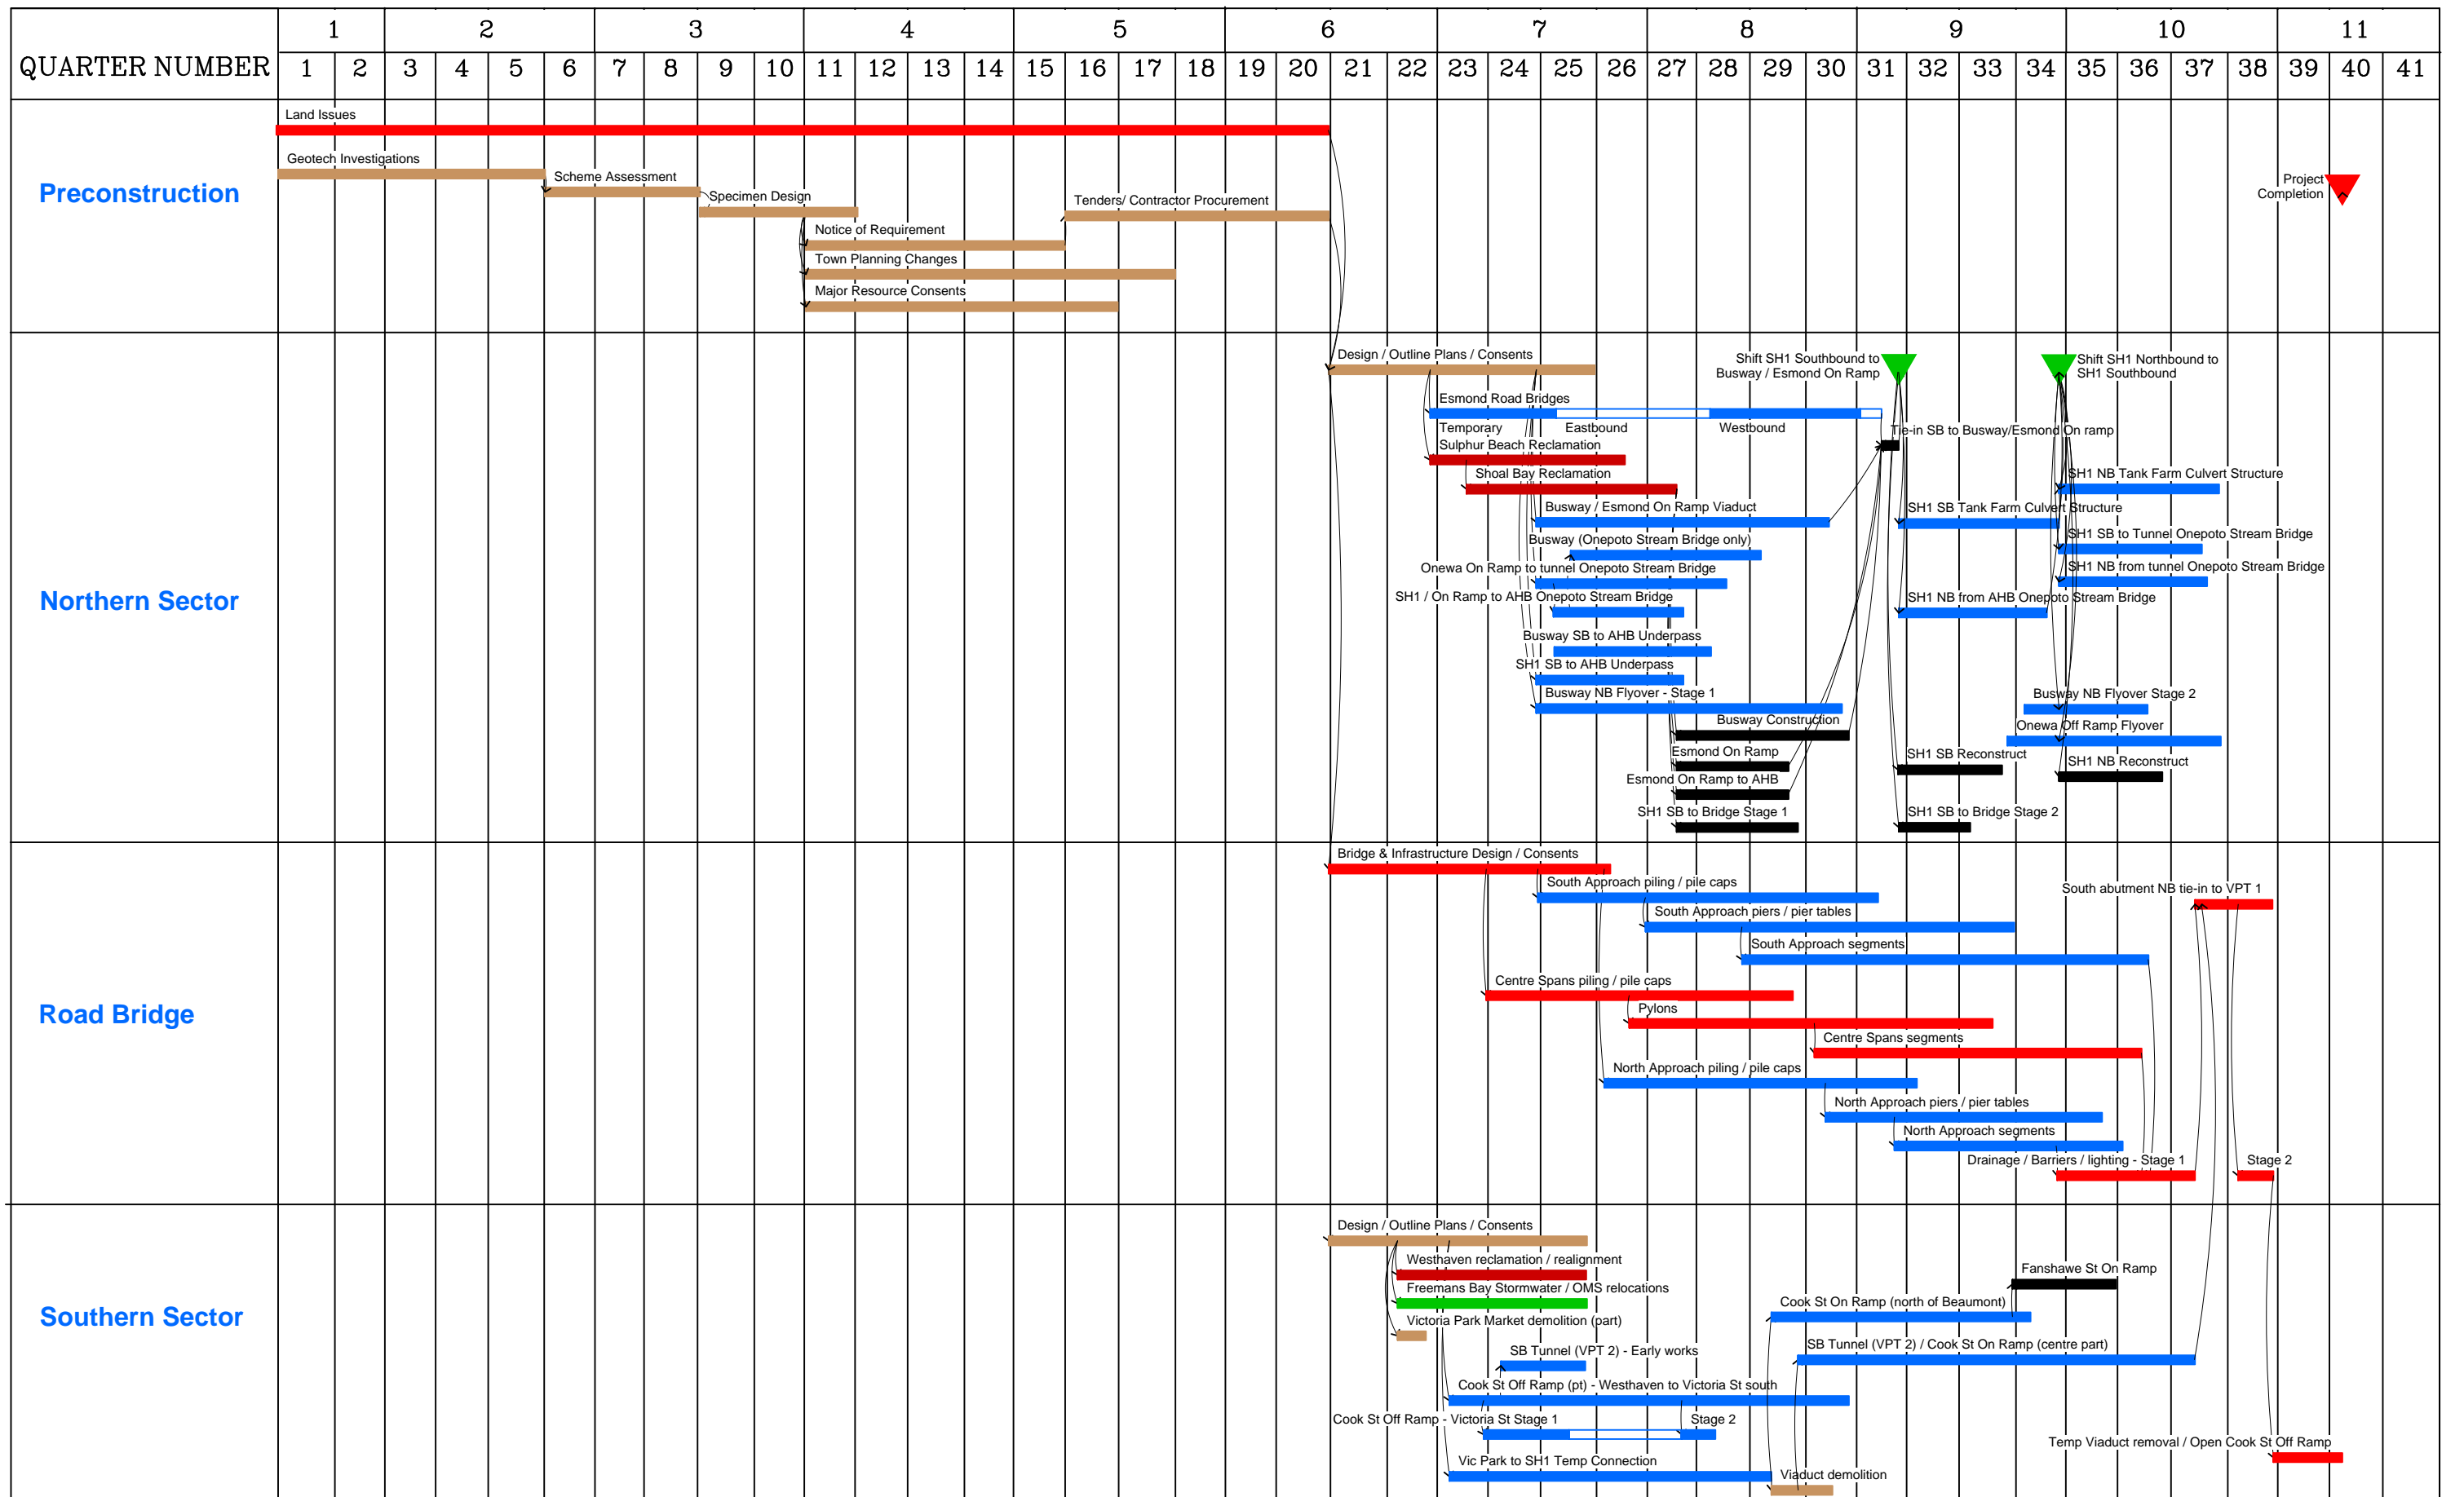 1 2 3 4 5 6 7 8 9 10 11
QUARTER NUMBER 1 2 3 4 5 6 7 8 9 10 11 12 13 14 15 16 17 18 19 20 21 22 23 24 25 26 27 28 29 30 31 32 33 34 35 36 37 38 39 40 41
Preconstruction
Land Issues
Geotech Investigations
Scheme Assessment
Specimen Design
Tenders/ Contractor Procurement
Notice of Requirement
Town Planning Changes
Major Resource Consents
Project
Completion
Northern Sector
Design / Outline Plans / Consents
Shift SH1 Southbound to
Busway / Esmond On Ramp
Shift SH1 Northbound to
SH1 Southbound
Esmond Road Bridges
Temporary Eastbound Westbound
Tie-in SB to Busway/Esmond On ramp
Sulphur Beach Reclamation
Shoal Bay Reclamation
SH1 NB Tank Farm Culvert Structure
Busway / Esmond On Ramp Viaduct
SH1 SB Tank Farm Culvert Structure
Busway (Onepoto Stream Bridge only)
SH1 SB to Tunnel Onepoto Stream Bridge
Onewa On Ramp to tunnel Onepoto Stream Bridge
SH1 NB from tunnel Onepoto Stream Bridge
SH1 / On Ramp to AHB Onepoto Stream Bridge
SH1 NB from AHB Onepoto Stream Bridge
Busway SB to AHB Underpass
SH1 SB to AHB Underpass
Busway NB Flyover - Stage 1
Busway NB Flyover Stage 2
Busway Construction
Onewa Off Ramp Flyover
Esmond On Ramp
SH1 SB Reconstruct
SH1 NB Reconstruct
Esmond On Ramp to AHB
SH1 SB to Bridge Stage 1
SH1 SB to Bridge Stage 2
Road Bridge
Bridge & Infrastructure Design / Consents
South Approach piling / pile caps
South abutment NB tie-in to VPT 1
South Approach piers / pier tables
South Approach segments
Centre Spans piling / pile caps
Pylons
Centre Spans segments
North Approach piling / pile caps
North Approach piers / pier tables
North Approach segments
Drainage / Barriers / lighting - Stage 1
Stage 2
Southern Sector
Design / Outline Plans / Consents
Westhaven reclamation / realignment
Fanshawe St On Ramp
Freemans Bay Stormwater / OMS relocations
Cook St On Ramp (north of Beaumont)
Victoria Park Market demolition (part)
SB Tunnel (VPT 2) / Cook St On Ramp (centre part)
SB Tunnel (VPT 2) - Early works
Cook St Off Ramp (pt) - Westhaven to Victoria St south
Cook St Off Ramp - Victoria St Stage 1
Stage 2
Temp Viaduct removal / Open Cook St Off Ramp
Vic Park to SH1 Temp Connection
Viaduct demolition